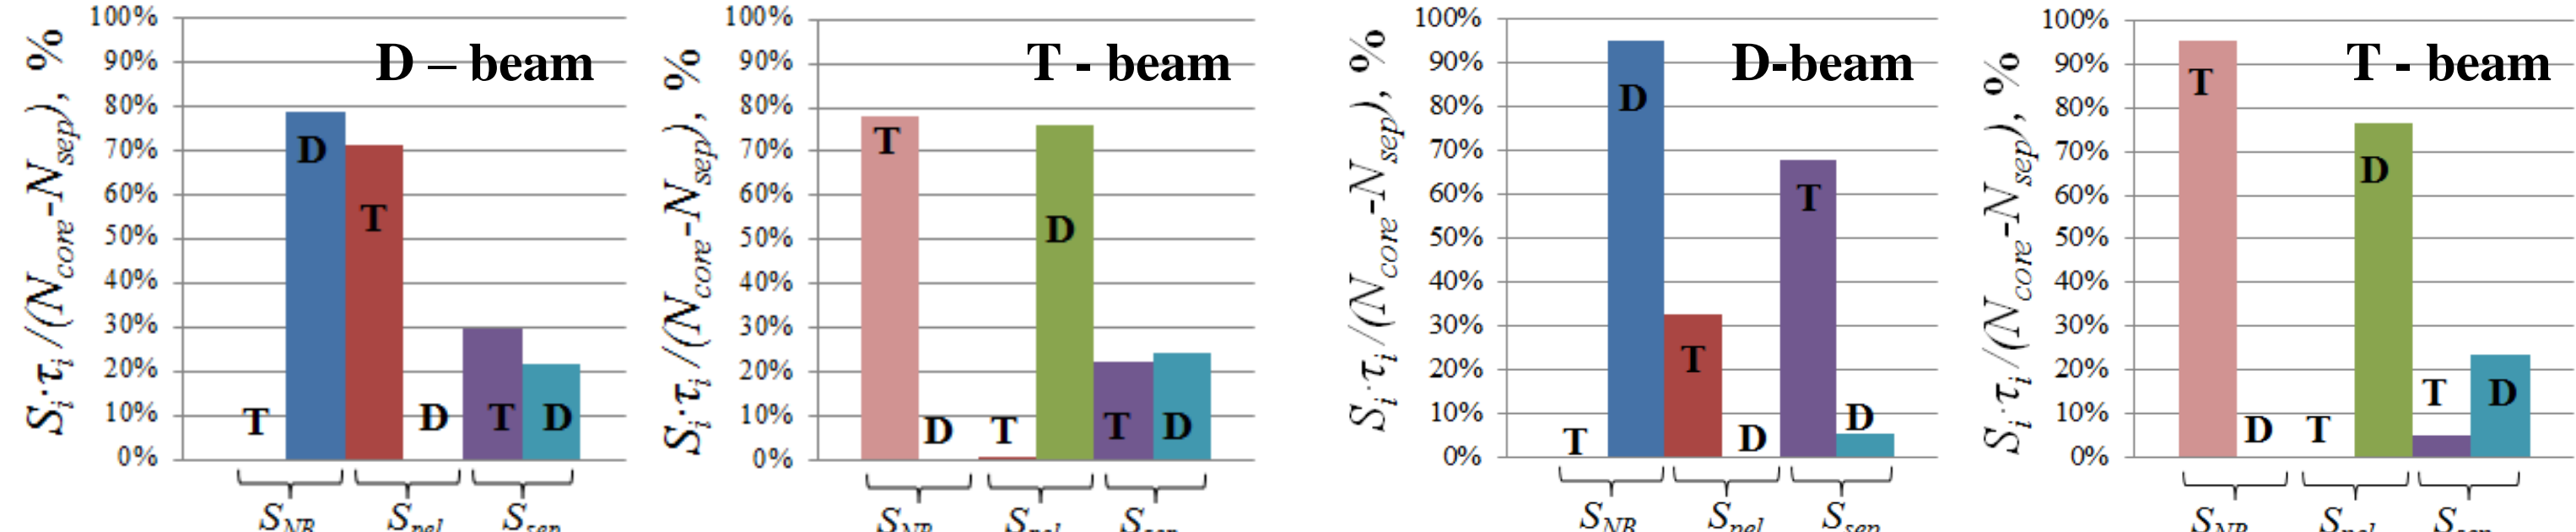 S_i·τ_i/(N_core-N_sep), %
100%
90%
80%
70%
60%
50%
40%
30%
20%
10%
0%
D – beam
T
D
T
D
T
D
S_NB
S_pel
S_sep
S_i·τ_i/(N_core-N_sep), %
100%
90%
80%
70%
60%
50%
40%
30%
20%
10%
0%
T - beam
T
D
T
D
T
D
S_NB
S_pel
S_sep
S_i·τ_i/(N_core-N_sep), %
100%
90%
80%
70%
60%
50%
40%
30%
20%
10%
0%
D-beam
T
D
T
D
T
D
S_NB
S_pel
S_sep
S_i·τ_i/(N_core-N_sep), %
100%
90%
80%
70%
60%
50%
40%
30%
20%
10%
0%
T - beam
T
D
T
D
T
D
S_NB
S_pel
S_sep